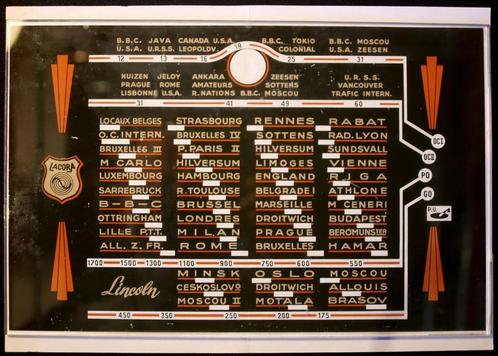 B.B.C. JAVA CANADA U.S.A. B.B.C. TOKIO B.B.C. MOSCOU
U.S.A. U.R.S.S. LEOPOLDV. COLONIAL U.S.A. ZEESEN
12 13 16 19 25 31
HUIZEN JELOY ANKARA ZEESEN U.R.S.S.
PRAGUE ROME AMATEURS SOTTENS VANCOUVER
LISBONNE U.S.A. R.NATIONS B.B.C. MOSCOU TRAFIC INTERN.
31 41 49 60
LOCAUX BELGES STRASBOURG RENNES RABAT
O.C. INTERN. BRUXELLES IV SOTTENS RAD. LYON
BRUXELLES III P. PARIS II HILVERSUM SUNDSVALL
M CARLO HILVERSUM LIMOGES VIENNE
LUXEMBOURG HAMBOURG ENGLAND RIGA
SARREBRUCK R. TOULOUSE BELGRADE I ATHLONE
B-B-C BRUSSEL MARSEILLE M CENERI
OTTRINGHAM LONDRES DROITWICH BUDAPEST
LILLE P.T.T. MILAN PRAGUE BEROMUNSTER
ALL. Z. FR. ROME BRUXELLES HAMAR
1700 1500 1300 1100 900 750 600 550
OC1
OC2
PO
GO
P.U.
LACORA
Lincoln
MINSK OSLO MOSCOU
CESKOSLOVO DROITWICH ALLOUIS
MOSCOU II MOTALA BRASOV
450 350 250 200 175